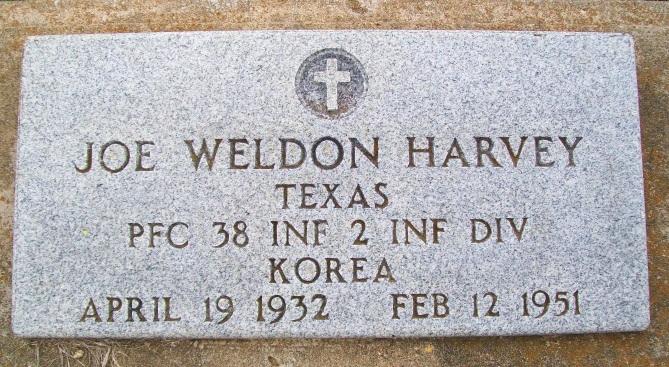 JOE WELDON HARVEY
TEXAS
PFC 38 INF 2 INF DIV
KOREA
APRIL 19 1932 FEB 12 1951